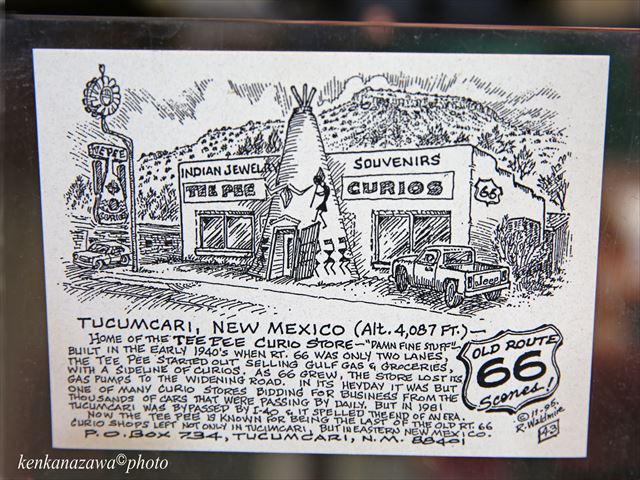 TEE PEE
CURIOS
INDIAN JEWELRY
TEE PEE
SOUVENIRS
CURIOS
66
Jeep
TUCUMCARI, NEW MEXICO (Alt. 4,087 FT.)—
HOME OF THE TEE PEE CURIO STORE—"DAMN FINE STUFF"
BUILT IN THE EARLY 1940'S WHEN RT. 66 WAS ONLY TWO LANES,
THE TEE PEE STARTED OUT SELLING GULF GAS & GROCERIES,
WITH A SIDELINE OF CURIOS. AS 66 GREW, THE STORE LOST ITS
GAS PUMPS TO THE WIDENING ROAD. IN ITS HEYDAY IT WAS BUT
ONE OF MANY CURIO STORES BIDDING FOR BUSINESS FROM THE
THOUSANDS OF CARS THAT WERE PASSING BY DAILY. BUT IN 1981
TUCUMCARI WAS BYPASSED BY I-40 & IT SPELLED THE END OF AN ERA.
NOW THE TEE PEE IS KNOWN FOR BEING THE LAST OF THE OLD RT. 66
CURIO SHOPS LEFT NOT ONLY IN TUCUMCARI, BUT IN EASTERN NEW MEXICO.
P.O. BOX 734, TUCUMCARI, N.M. 88401
OLD ROUTE
66
Scenes!
© 11-95.
R. Waldmire
43
kenkanazawa©photo